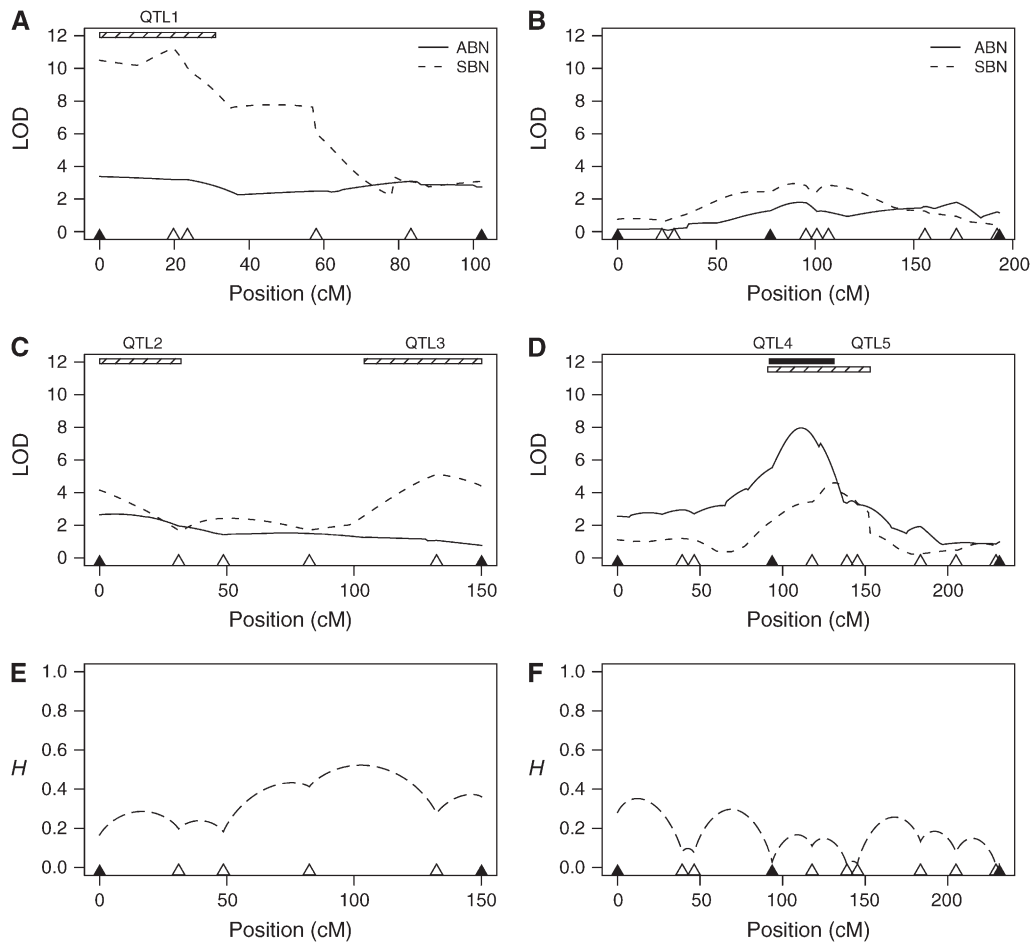 A
QTL1
12
10
8
6
4
2
0
LOD
ABN
SBN
0 20 40 60 80 100
Position (cM)
B
12
10
8
6
4
2
0
LOD
ABN
SBN
0 50 100 150 200
Position (cM)
C
QTL2 QTL3
12
10
8
6
4
2
0
LOD
0 50 100 150
Position (cM)
D
QTL4 QTL5
12
10
8
6
4
2
0
LOD
0 50 100 150 200
Position (cM)
E
1.0
0.8
0.6
0.4
0.2
0.0
H
0 50 100 150
Position (cM)
F
1.0
0.8
0.6
0.4
0.2
0.0
0 50 100 150 200
Position (cM)